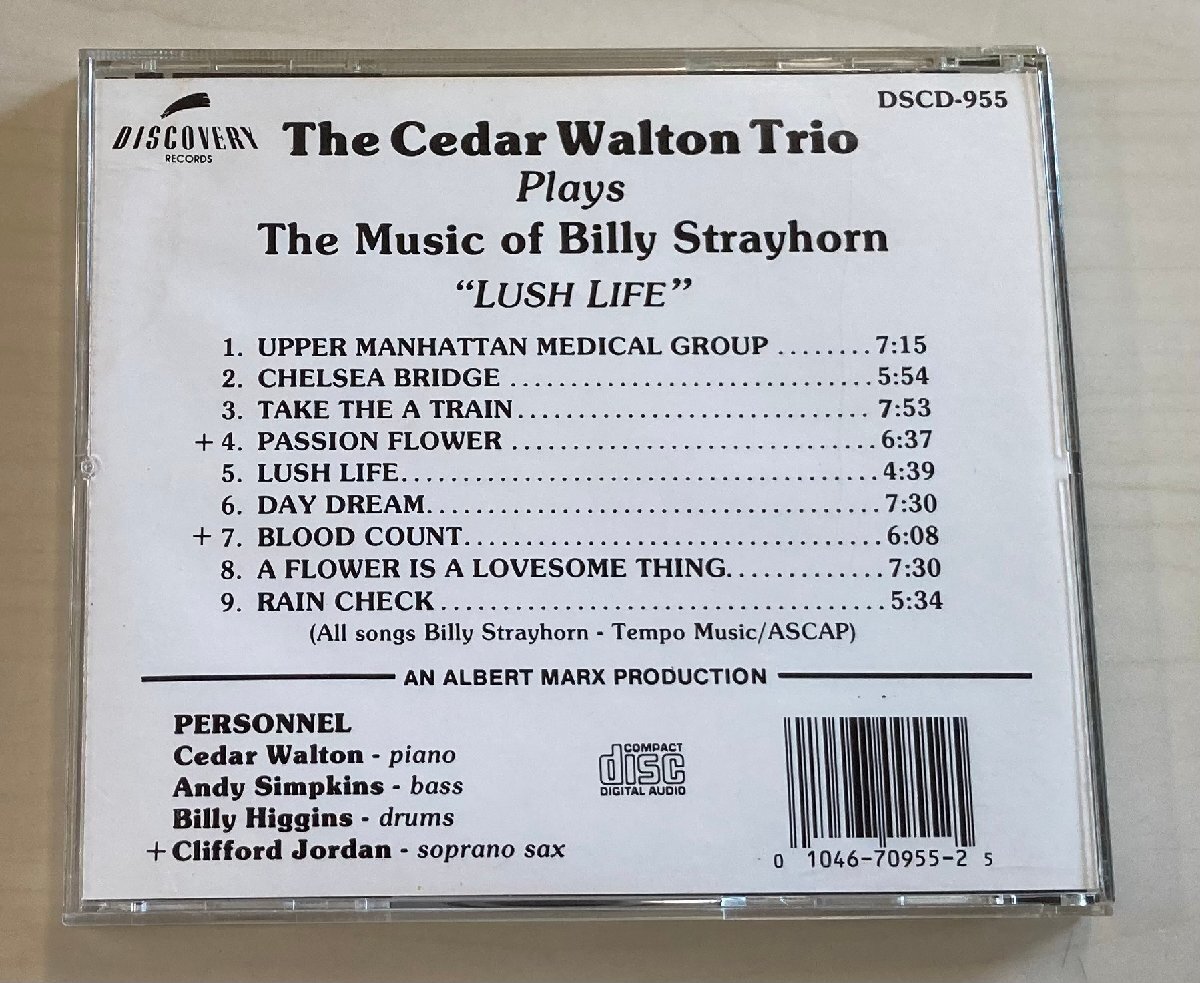 DISCOVERY
RECORDS
DSCD-955
The Cedar Walton Trio
Plays
The Music of Billy Strayhorn
“LUSH LIFE”
1. UPPER MANHATTAN MEDICAL GROUP ........7:15
2. CHELSEA BRIDGE ..............................5:54
3. TAKE THE A TRAIN............................. 7:53
+ 4. PASSION FLOWER ..............................6:37
5. LUSH LIFE.......................................4:39
6. DAY DREAM.....................................7:30
+ 7. BLOOD COUNT..................................6:08
8. A FLOWER IS A LOVESOME THING.............7:30
9. RAIN CHECK ....................................5:34
(All songs Billy Strayhorn - Tempo Music/ASCAP)
AN ALBERT MARX PRODUCTION
PERSONNEL
Cedar Walton - piano
Andy Simpkins - bass
Billy Higgins - drums
+ Clifford Jordan - soprano sax
COMPACT
disc
DIGITAL AUDIO
0 1046-70955-2 5